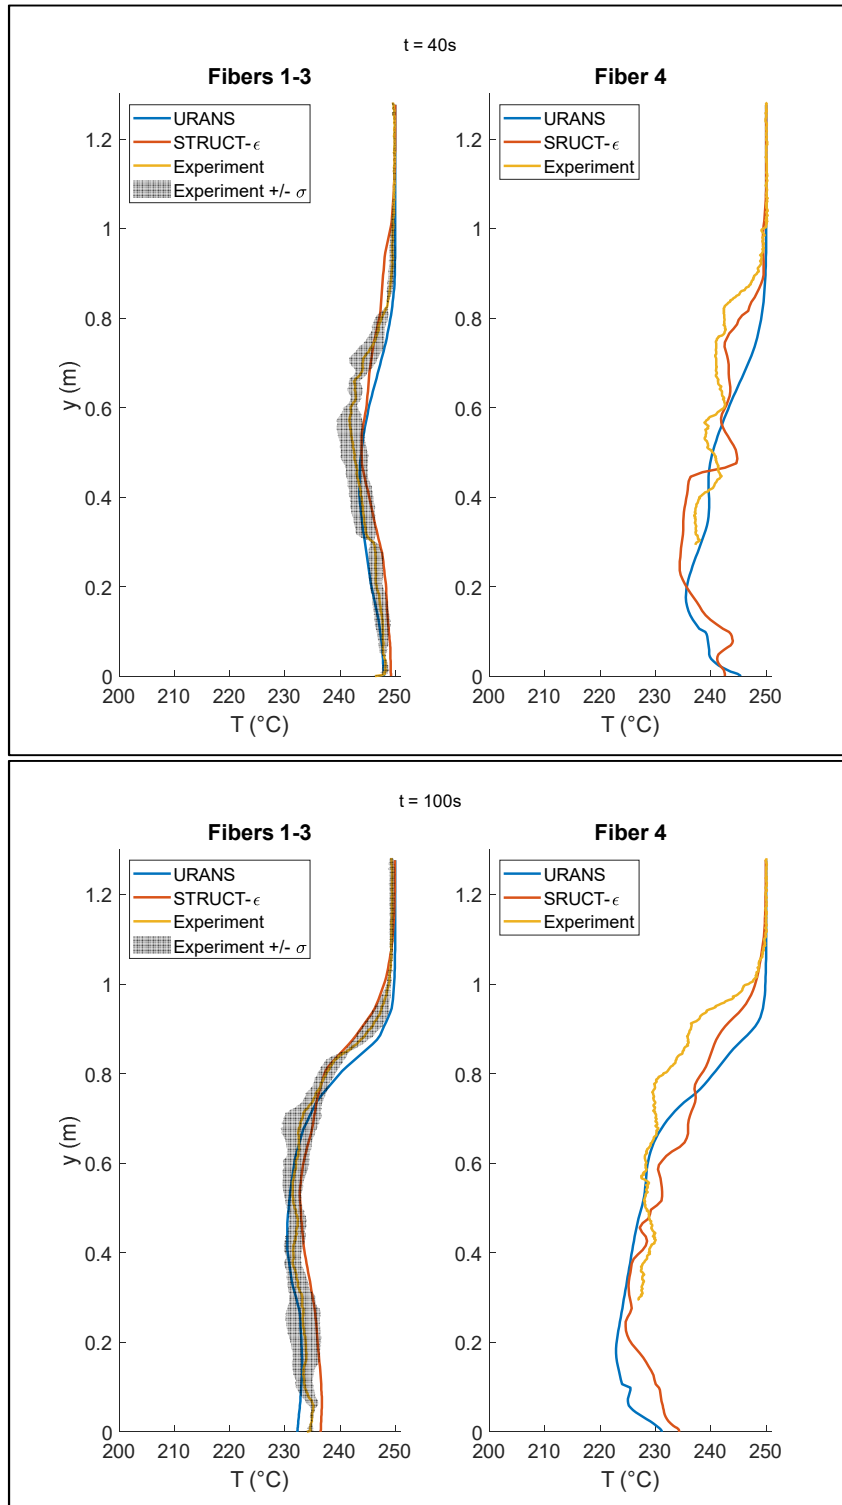 t = 40s
Fibers 1-3
Fiber 4
URANS
STRUCT-ϵ
Experiment
Experiment +/- σ
URANS
SRUCT-ϵ
Experiment
1.2
1
0.8
0.6
0.4
0.2
0
y (m)
200 210 220 230 240 250
T (°C)
1.2
1
0.8
0.6
0.4
0.2
0
200 210 220 230 240 250
T (°C)
t = 100s
Fibers 1-3
Fiber 4
URANS
STRUCT-ϵ
Experiment
Experiment +/- σ
URANS
SRUCT-ϵ
Experiment
1.2
1
0.8
0.6
0.4
0.2
0
y (m)
200 210 220 230 240 250
T (°C)
1.2
1
0.8
0.6
0.4
0.2
0
200 210 220 230 240 250
T (°C)